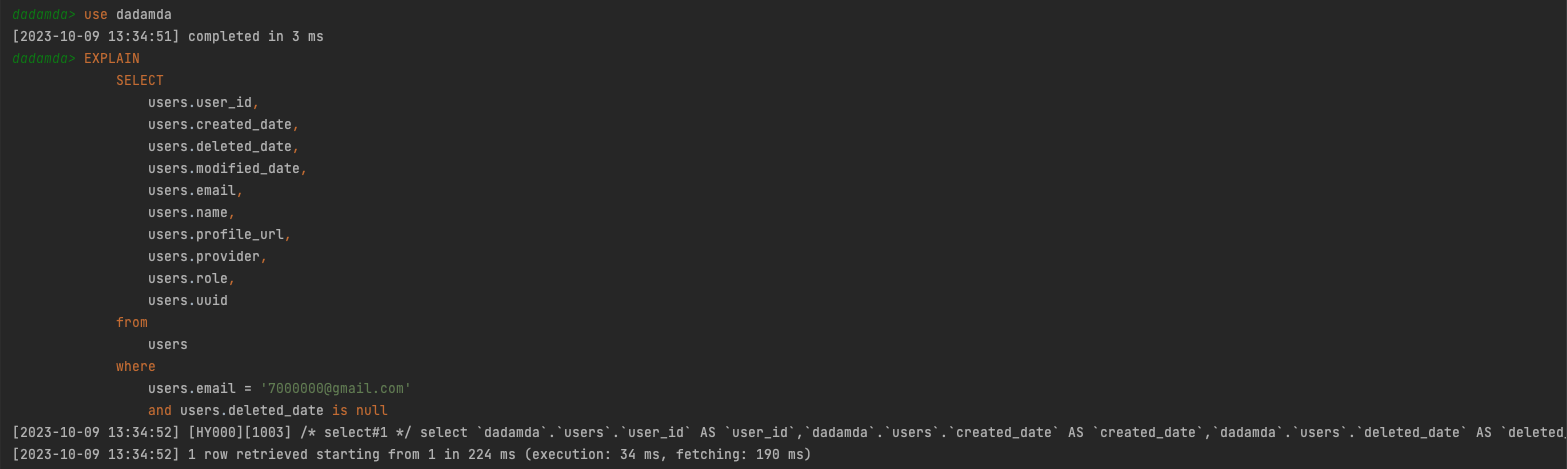 dadamda> use dadamda
[2023-10-09 13:34:51] completed in 3 ms
dadamda> EXPLAIN
SELECT
users.user_id,
users.created_date,
users.deleted_date,
users.modified_date,
users.email,
users.name,
users.profile_url,
users.provider,
users.role,
users.uuid
from
users
where
users.email = '7000000@gmail.com'
and users.deleted_date is null
[2023-10-09 13:34:52] [HY000][1003] /* select#1 */ select `dadamda`.`users`.`user_id` AS `user_id`,`dadamda`.`users`.`created_date` AS `created_date`,`dadamda`.`users`.`deleted_date` AS `deleted_
[2023-10-09 13:34:52] 1 row retrieved starting from 1 in 224 ms (execution: 34 ms, fetching: 190 ms)